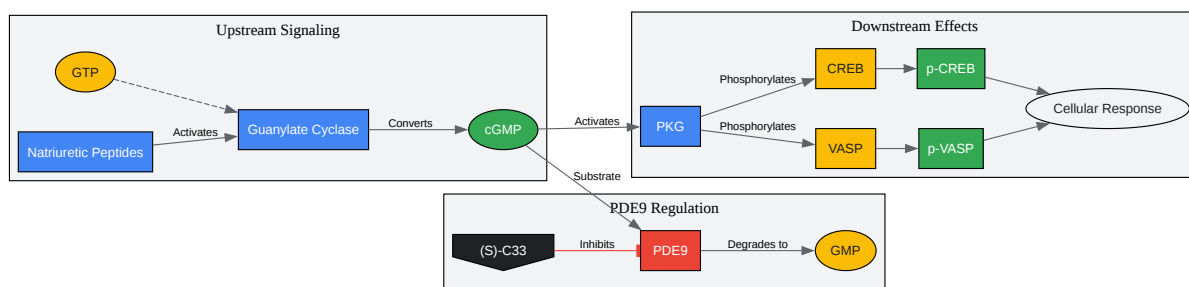 Upstream Signaling
GTP
Natriuretic Peptides
Activates
Guanylate Cyclase
Converts
cGMP
Activates
Substrate
Downstream Effects
PKG
Phosphorylates
CREB
p-CREB
Phosphorylates
VASP
p-VASP
Cellular Response
PDE9 Regulation
(S)-C33
Inhibits
PDE9
Degrades to
GMP